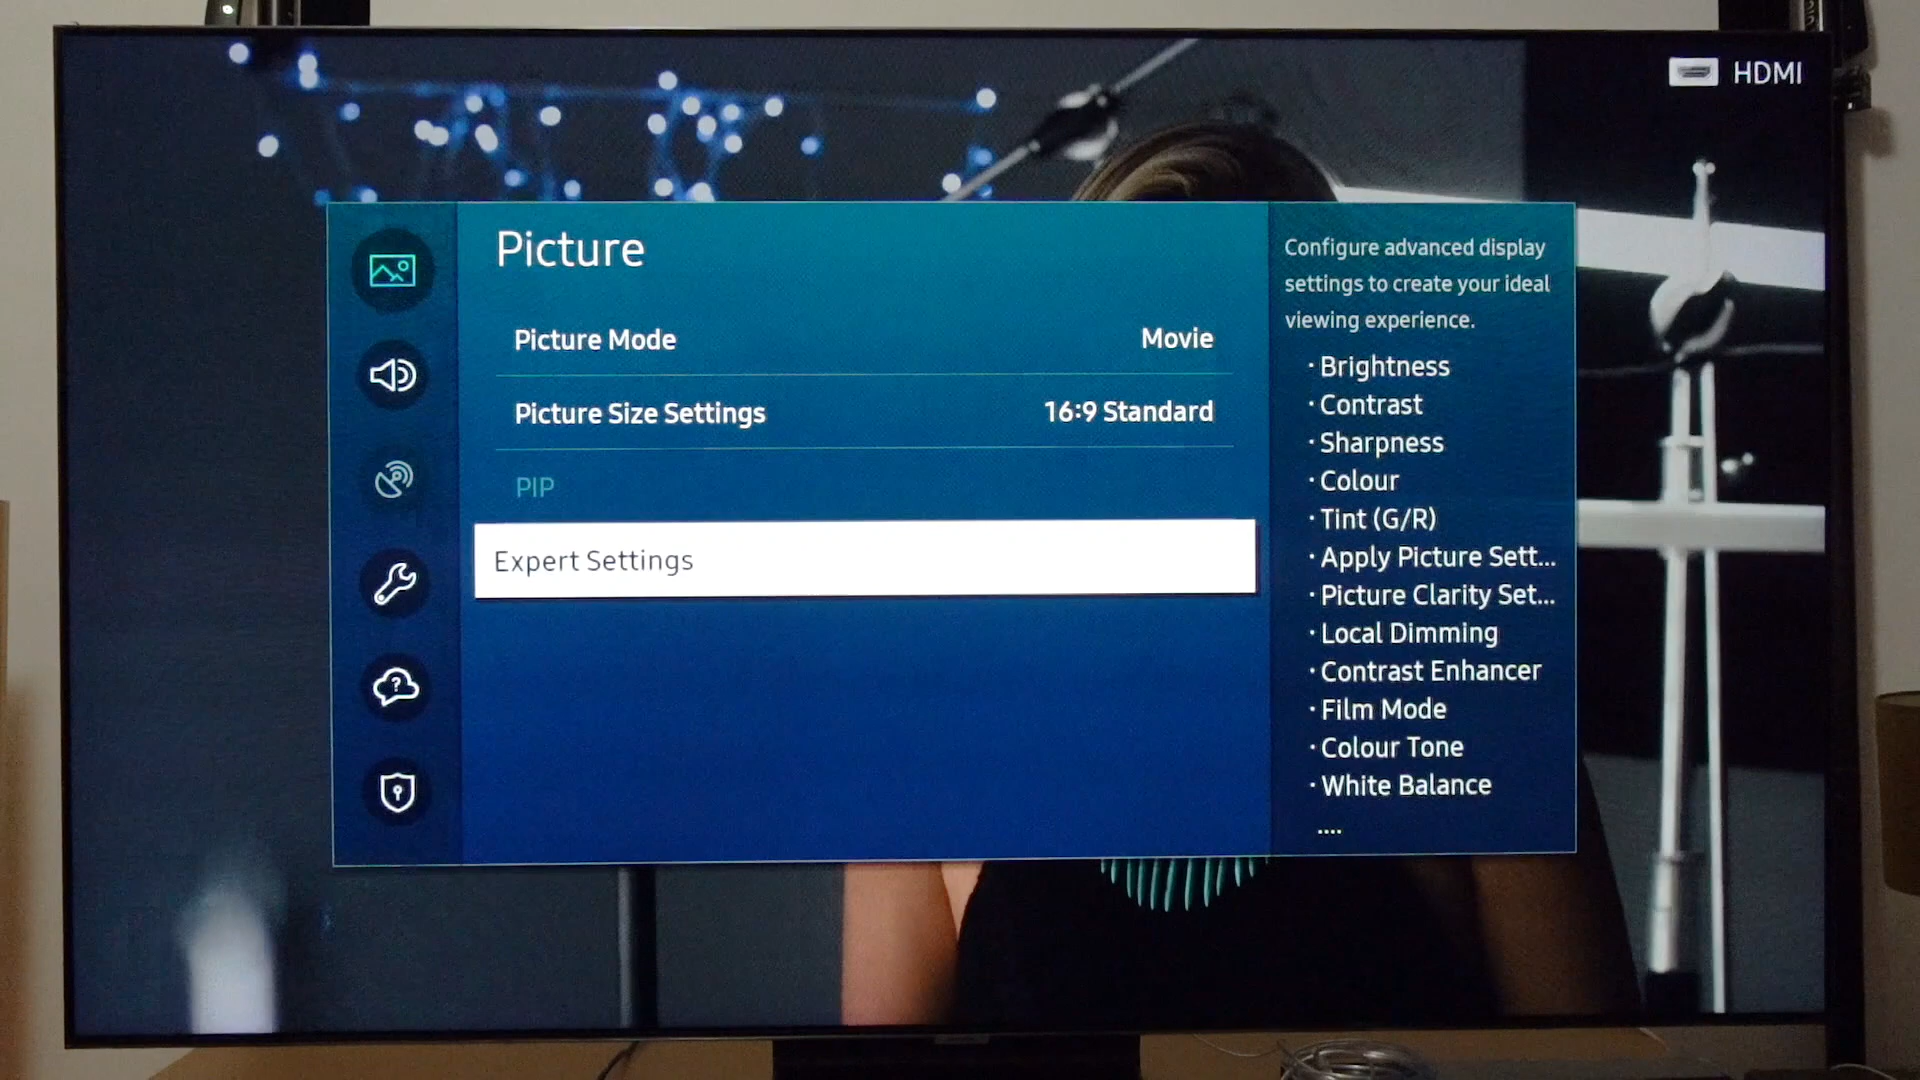 HDMI
Picture
Picture Mode
Movie
Picture Size Settings
16:9 Standard
PIP
Expert Settings
Configure advanced display
settings to create your ideal
viewing experience.
· Brightness
· Contrast
· Sharpness
· Colour
· Tint (G/R)
· Apply Picture Sett...
· Picture Clarity Set...
· Local Dimming
· Contrast Enhancer
· Film Mode
· Colour Tone
· White Balance
....